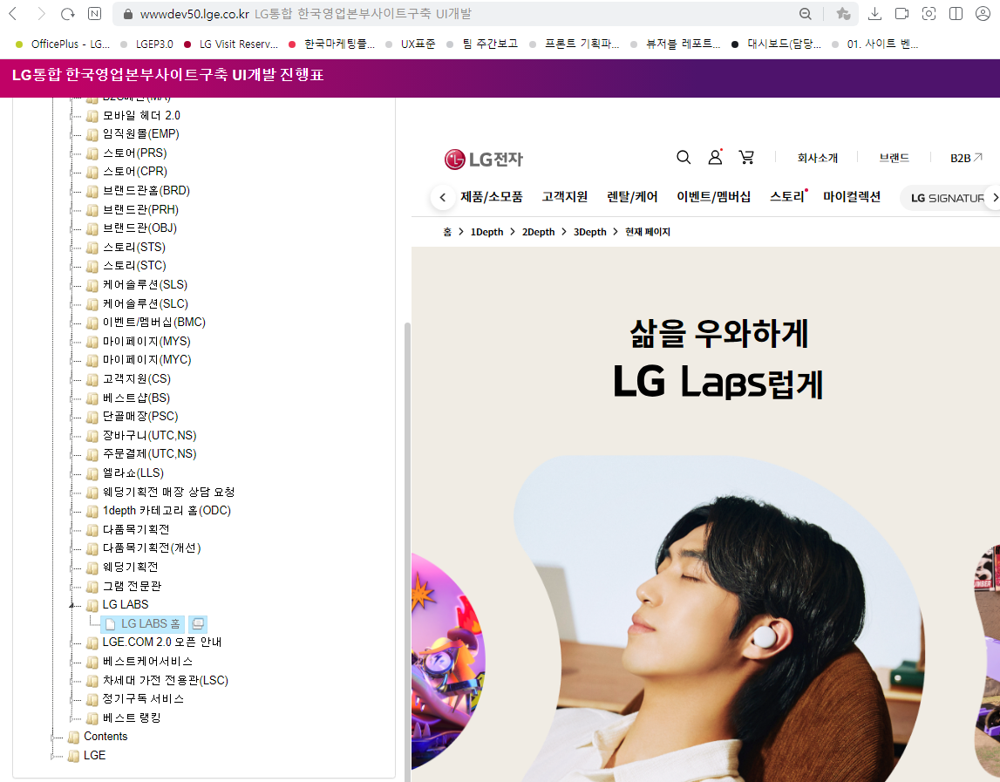 wwwdev50.lge.co.kr LG통합 한국영업본부사이트구축 UI개발
OfficePlus - LG... LGEP3.0 LG Visit Reserv... 한국마케팅플... UX표준 팀 주간보고 프론트 기획파... 뷰저블 레포트... 대시보드(담당... 01. 사이트 벤...
LG통합 한국영업본부사이트구축 UI개발 진행표
모바일 헤더 2.0
임직원몰(EMP)
스토어(PRS)
스토어(CPR)
브랜드관홈(BRD)
브랜드관(PRH)
브랜드관(OBJ)
스토리(STS)
스토리(STC)
케어솔루션(SLS)
케어솔루션(SLC)
이벤트/멤버십(BMC)
마이페이지(MYS)
마이페이지(MYC)
고객지원(CS)
베스트샵(BS)
단골매장(PSC)
장바구니(UTC,NS)
주문결제(UTC,NS)
엘라쇼(LLS)
웨딩기획전 매장 상담 요청
1depth 카테고리 홈(ODC)
다품목기획전
다품목기획전(개선)
웨딩기획전
그램 전문관
LG LABS
LG LABS 홈
LGE.COM 2.0 오픈 안내
베스트케어서비스
차세대 가전 전용관(LSC)
정기구독 서비스
베스트 랭킹
Contents
LGE
LG전자
회사소개 브랜드 B2B
제품/소모품 고객지원 렌탈/케어 이벤트/멤버십 스토리 마이컬렉션 LG SIGNATUR
홈 > 1Depth > 2Depth > 3Depth > 현재 페이지
삶을 우와하게
LG Labs럽게